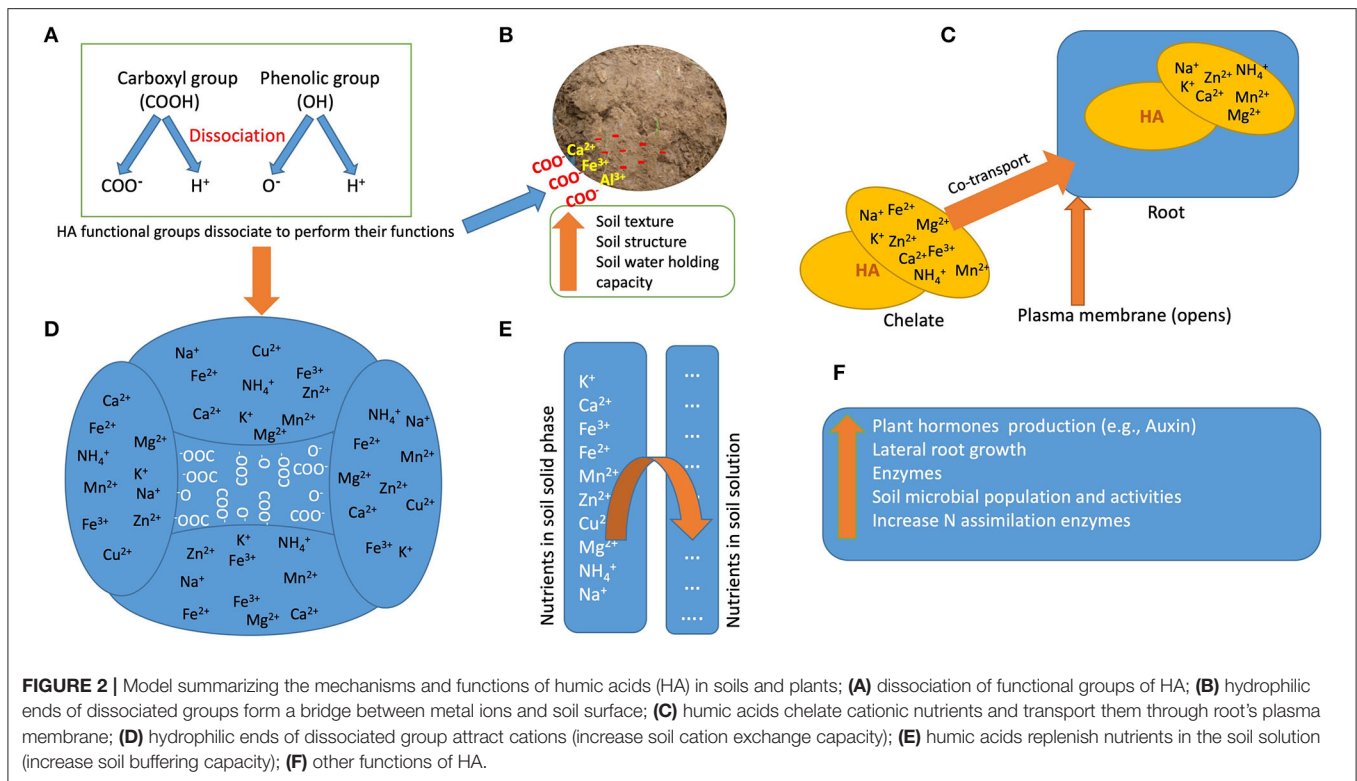 A
Carboxyl group
(COOH)
Phenolic group
(OH)
Dissociation
COO⁻
H⁺
O⁻
H⁺
HA functional groups dissociate to perform their functions
B
COO⁻ Ca²⁺
COO⁻ Fe³⁺
COO⁻ Al³⁺
Soil texture
Soil structure
Soil water holding
capacity
C
Na⁺ Zn²⁺ NH₄⁺
K⁺ Ca²⁺ Mn²⁺
Mg²⁺
HA
Co-transport
Root
Na⁺ Fe²⁺
Mg²⁺
K⁺ Zn²⁺
Ca²⁺ Fe³⁺
NH₄⁺ Mn²⁺
HA
Chelate
Plasma membrane (opens)
D
Na⁺ Cu²⁺
Fe²⁺ NH₄⁺ Fe³⁺
Zn²⁺
Ca²⁺ K⁺ Mn²⁺
Mg²⁺
Ca²⁺
Fe²⁺
Mg²⁺
NH₄⁺
K⁺
Mn²⁺
Na⁺
Fe³⁺ Zn²⁺
Cu²⁺
⁻OOC COO⁻ ⁻O COO⁻ O⁻
⁻OOC COO⁻
⁻O COO⁻ COO⁻ O⁻
⁻OOC O⁻ COO⁻
NH₄⁺ Na⁺
Fe²⁺
Mn²⁺
Mg²⁺
Zn²⁺
Ca²⁺ Cu²⁺
Fe³⁺ K⁺
Zn²⁺ K⁺ NH₄⁺
Fe³⁺
Na⁺ Mn²⁺
Fe²⁺ Fe³⁺
Mg²⁺ Ca²⁺
E
Nutrients in soil solid phase
K⁺
Ca²⁺
Fe³⁺
Fe²⁺
Mn²⁺
Zn²⁺
Cu²⁺
Mg²⁺
NH₄⁺
Na⁺
...
...
...
...
...
...
...
....
Nutrients in soil solution
F
Plant hormones production (e.g., Auxin)
Lateral root growth
Enzymes
Soil microbial population and activities
Increase N assimilation enzymes
FIGURE 2 | Model summarizing the mechanisms and functions of humic acids (HA) in soils and plants; (A) dissociation of functional groups of HA; (B) hydrophilic
ends of dissociated groups form a bridge between metal ions and soil surface; (C) humic acids chelate cationic nutrients and transport them through root's plasma
membrane; (D) hydrophilic ends of dissociated group attract cations (increase soil cation exchange capacity); (E) humic acids replenish nutrients in the soil solution
(increase soil buffering capacity); (F) other functions of HA.